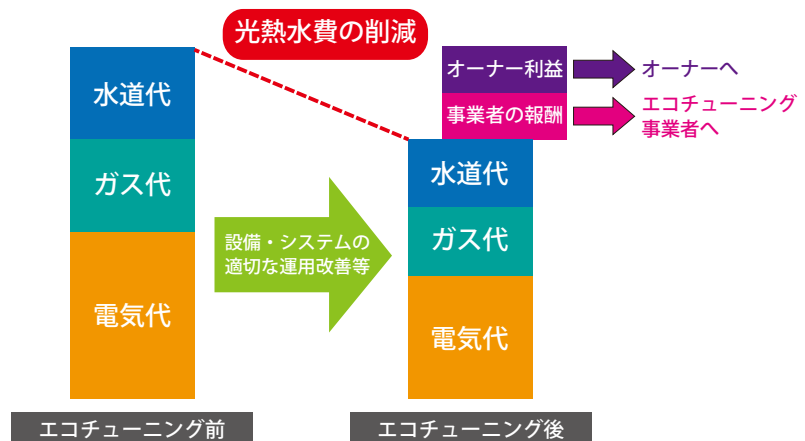 光熱水費の削減
水道代
ガス代
電気代
エコチューニング前
設備・システムの
適切な運用改善等
オーナー利益
オーナーへ
事業者の報酬
エコチューニング
事業者へ
水道代
ガス代
電気代
エコチューニング後